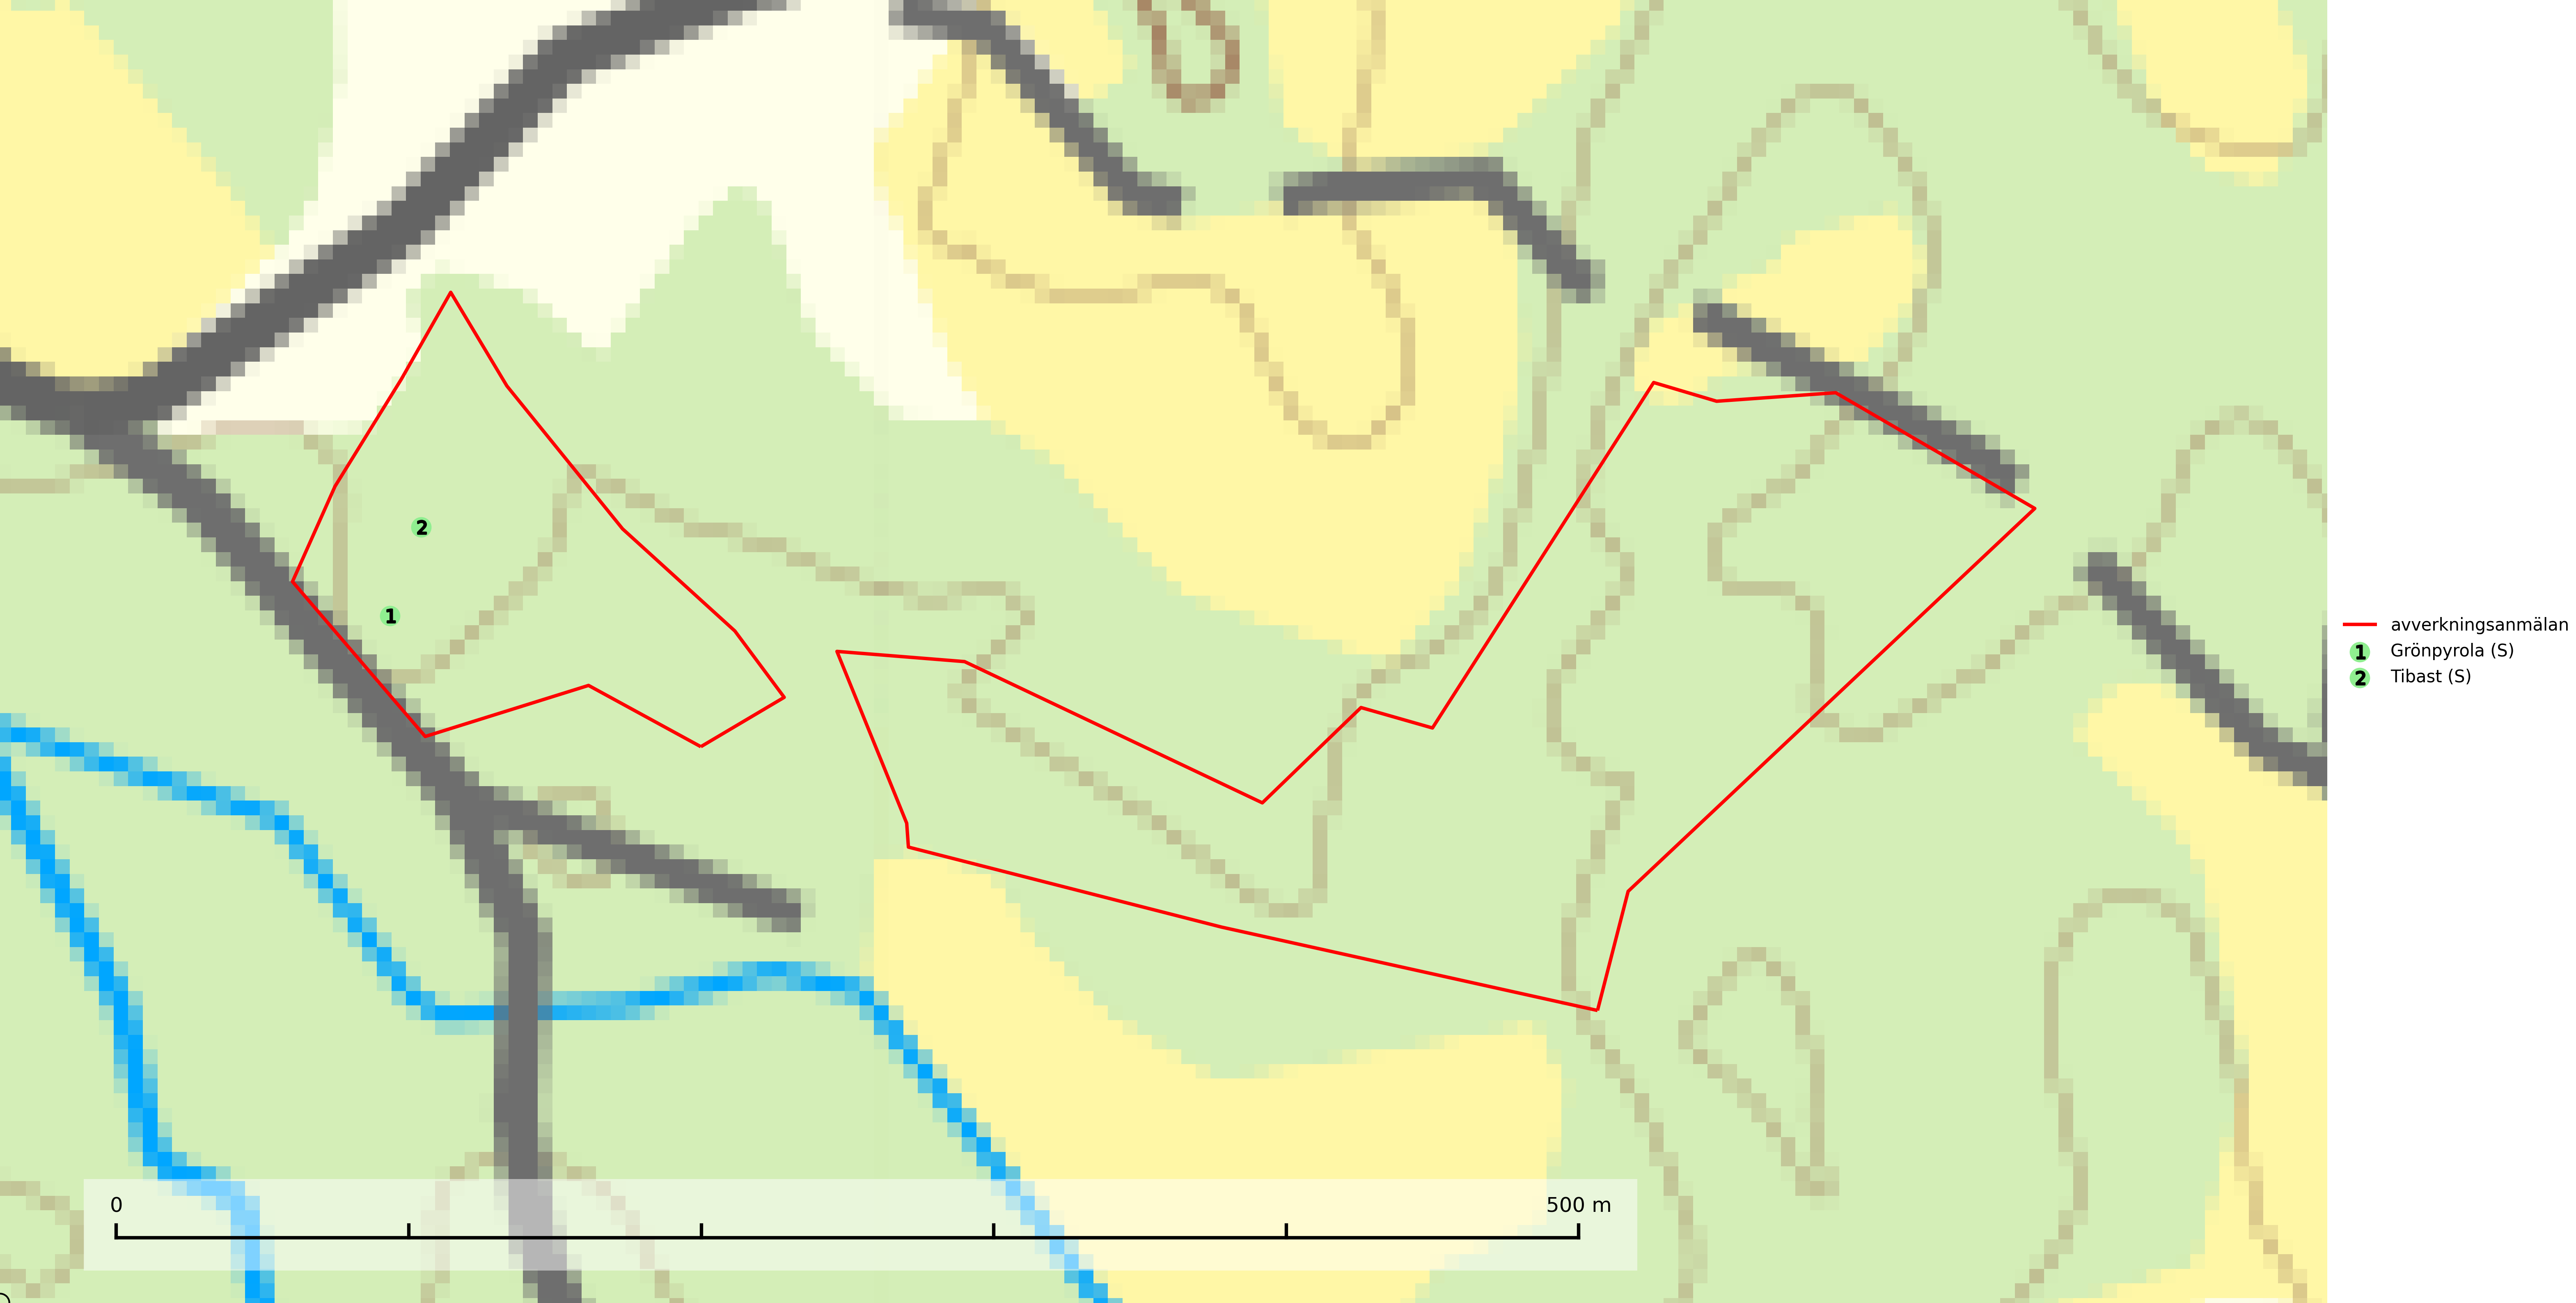 2
1
avverkningsanmälan
1 Grönpyrola (S)
2 Tibast (S)
0 500 m